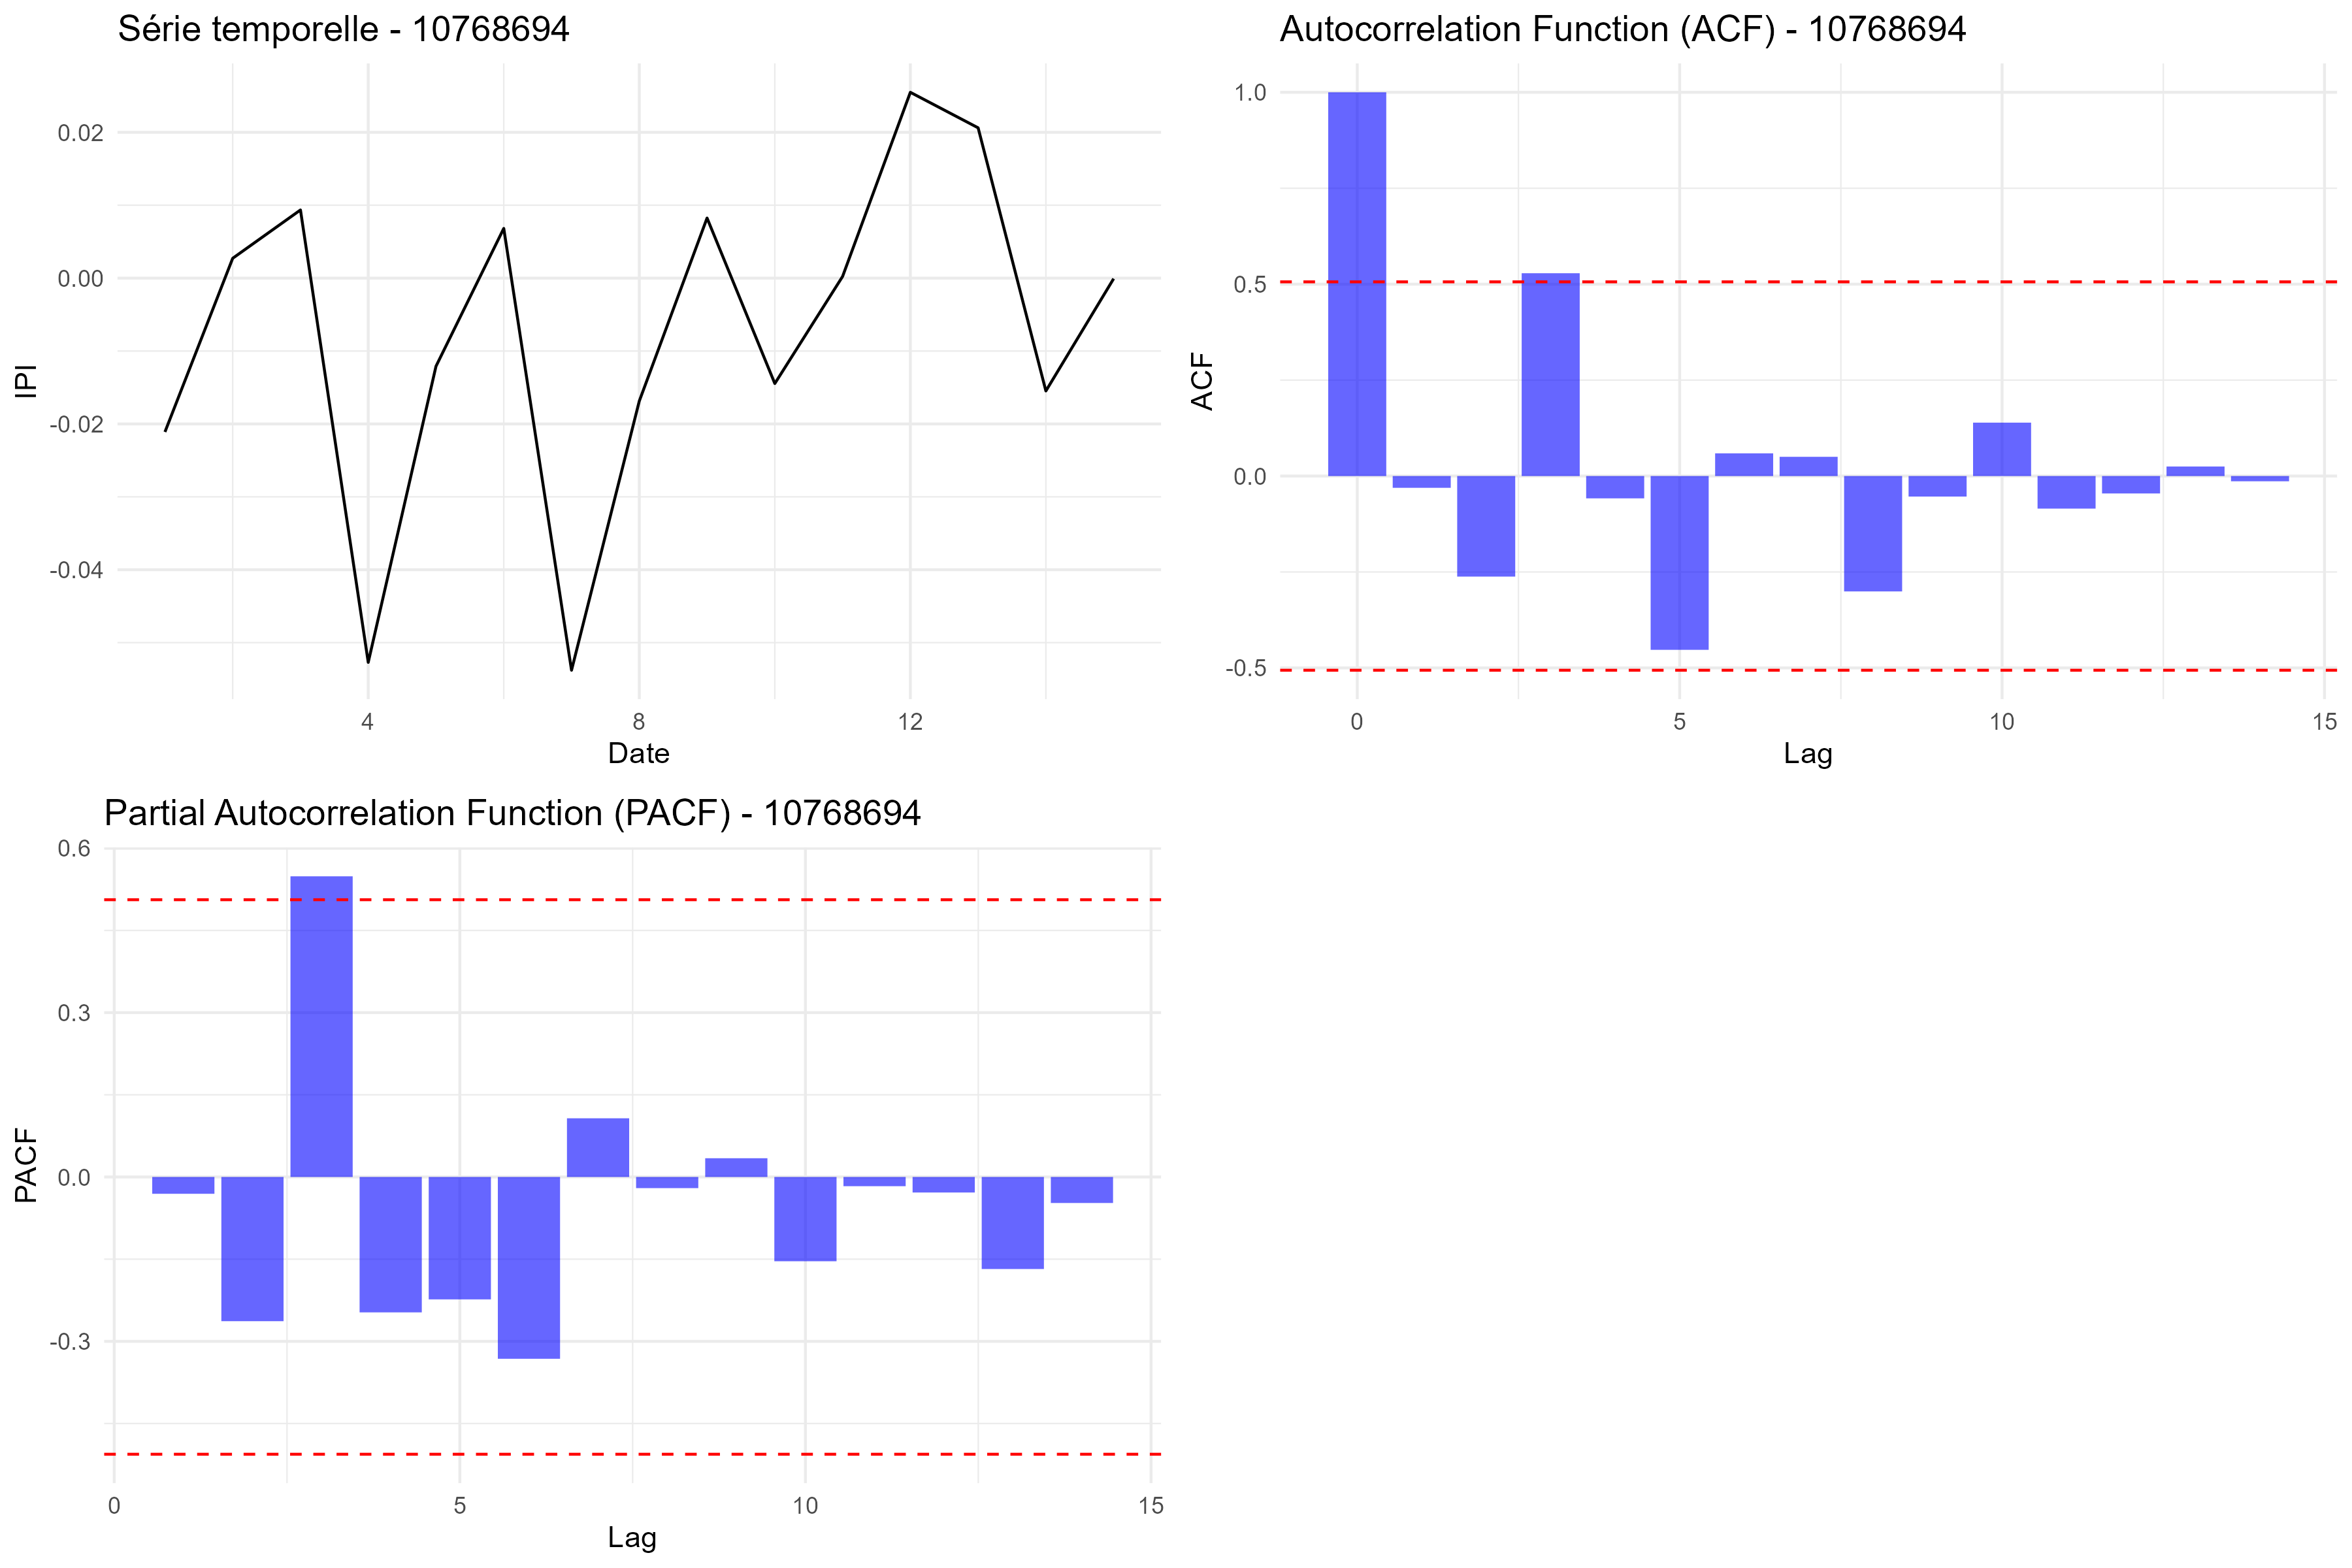 Série temporelle - 10768694
0.02
0.00
-0.02
-0.04
IPI
4 8 12
Date
Autocorrelation Function (ACF) - 10768694
1.0
0.5
0.0
-0.5
ACF
0 5 10 15
Lag
Partial Autocorrelation Function (PACF) - 10768694
0.6
0.3
0.0
-0.3
PACF
0 5 10 15
Lag